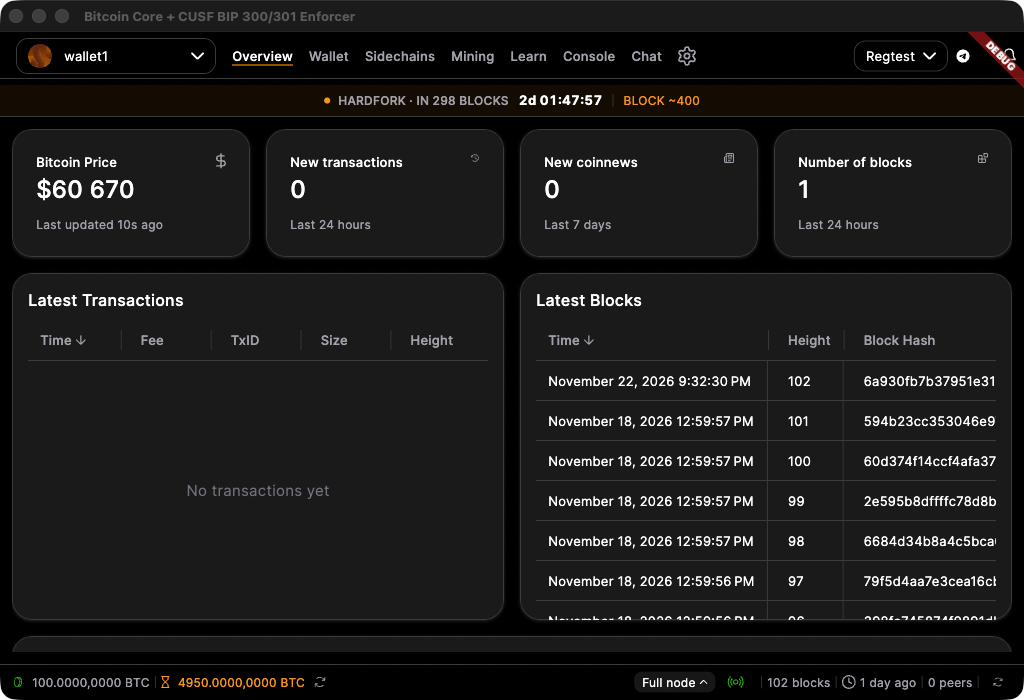 Bitcoin Core + CUSF BIP 300/301 Enforcer
wallet1
Overview
Wallet
Sidechains
Mining
Learn
Console
Chat
Regtest
DEBUG
HARDFORK · IN 298 BLOCKS 2d 01:47:57 BLOCK ~400
Bitcoin Price
$60 670
Last updated 10s ago
New transactions
0
Last 24 hours
New coinnews
0
Last 7 days
Number of blocks
1
Last 24 hours
Latest Transactions
Time Fee TxID Size Height
No transactions yet
Latest Blocks
Time Height Block Hash
November 22, 2026 9:32:30 PM 102 6a930fb7b37951e31
November 18, 2026 12:59:57 PM 101 594b23cc353046e9
November 18, 2026 12:59:57 PM 100 60d374f14ccf4afa37
November 18, 2026 12:59:57 PM 99 2e595b8dffffc78d8b
November 18, 2026 12:59:57 PM 98 6684d34b8a4c5bca
November 18, 2026 12:59:56 PM 97 79f5d4aa7e3cea16cb
100.0000,0000 BTC 4950.0000,0000 BTC
Full node 102 blocks 1 day ago 0 peers